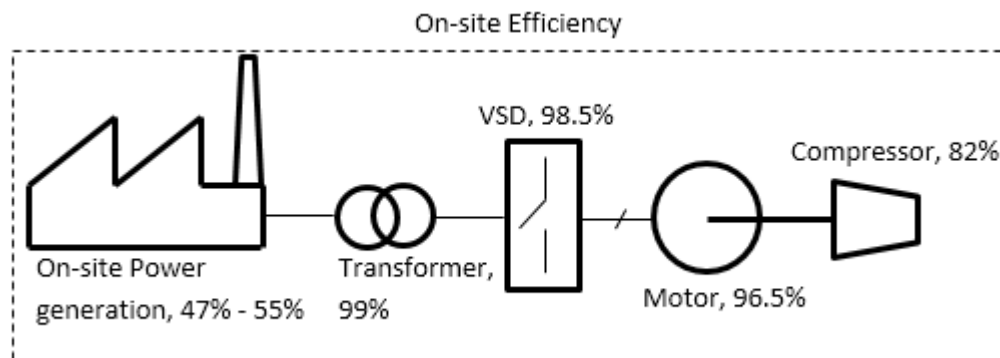 On-site Efficiency
VSD, 98.5%
Compressor, 82%
On-site Power
generation, 47% - 55%
Transformer,
99%
Motor, 96.5%